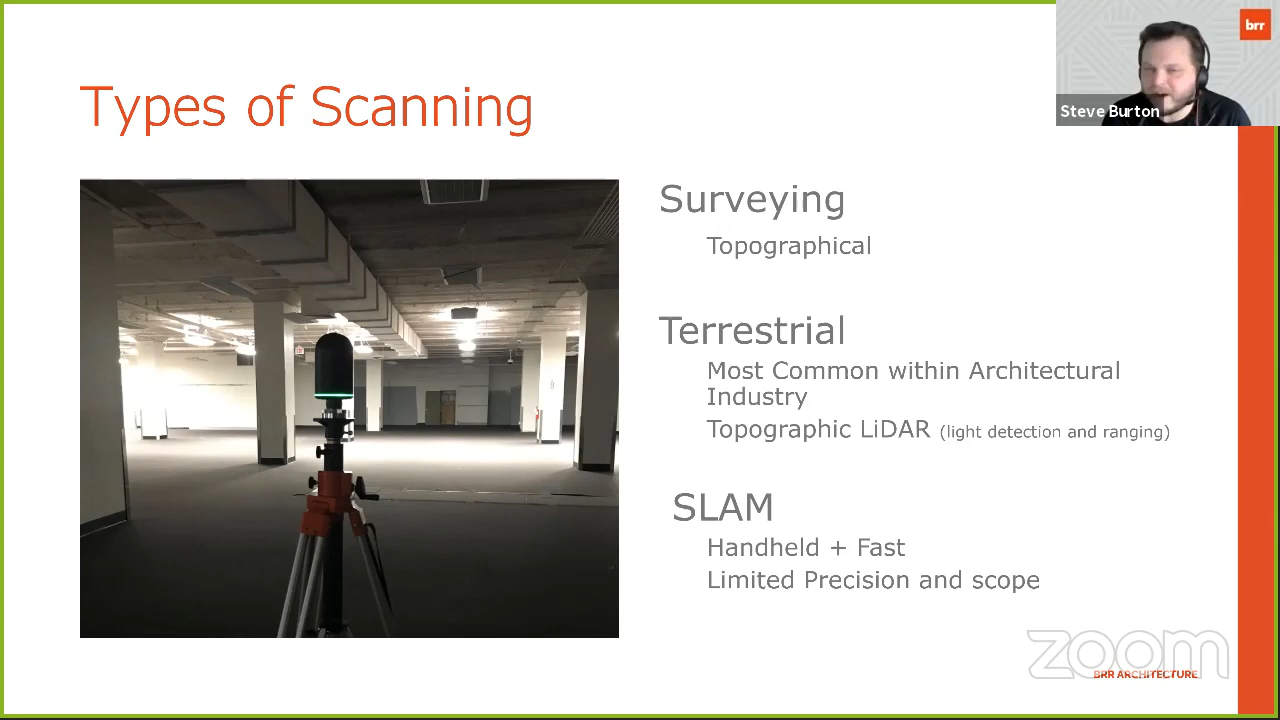 brr
Steve Burton
Types of Scanning
Surveying
Topographical
Terrestrial
Most Common within Architectural
Industry
Topographic LiDAR (light detection and ranging)
SLAM
Handheld + Fast
Limited Precision and scope
zoom
BRR ARCHITECTURE